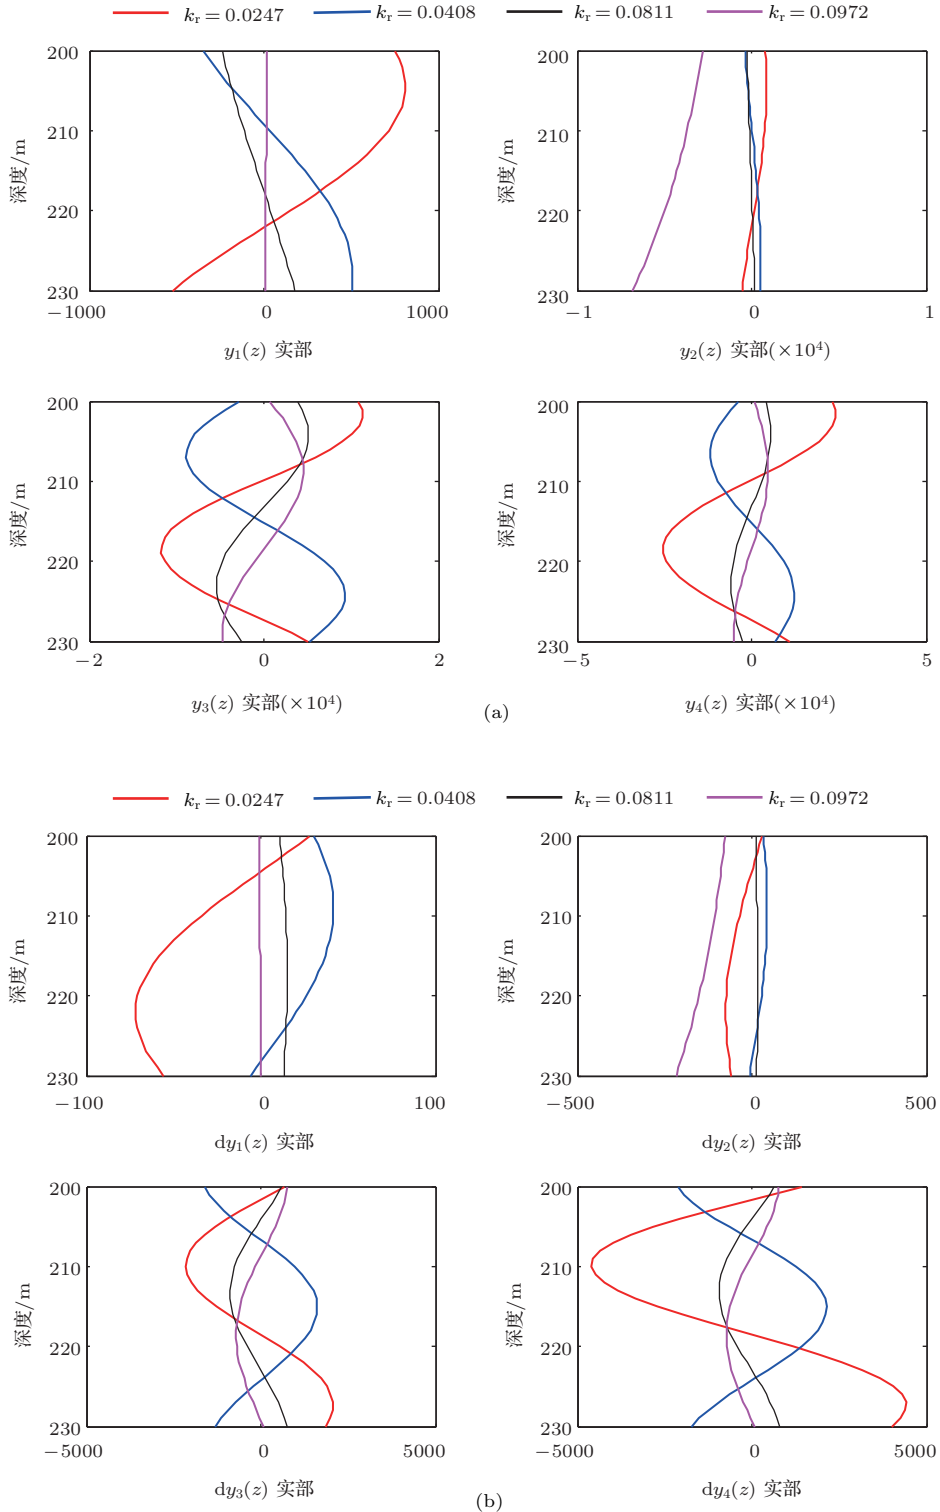 kr = 0.0247 kr = 0.0408 kr = 0.0811 kr = 0.0972
200 200
210 210
220 220
230 230
深度/m 深度/m
−1000 0 1000 −1 0 1
y1(z) 实部 y2(z) 实部(×10⁴)
200 200
210 210
220 220
230 230
深度/m 深度/m
−2 0 2 −5 0 5
y3(z) 实部(×10⁴) y4(z) 实部(×10⁴)
(a)
kr = 0.0247 kr = 0.0408 kr = 0.0811 kr = 0.0972
200 200
210 210
220 220
230 230
深度/m 深度/m
−100 0 100 −500 0 500
dy1(z) 实部 dy2(z) 实部
200 200
210 210
220 220
230 230
深度/m 深度/m
−5000 0 5000 −5000 0 5000
dy3(z) 实部 dy4(z) 实部
(b)